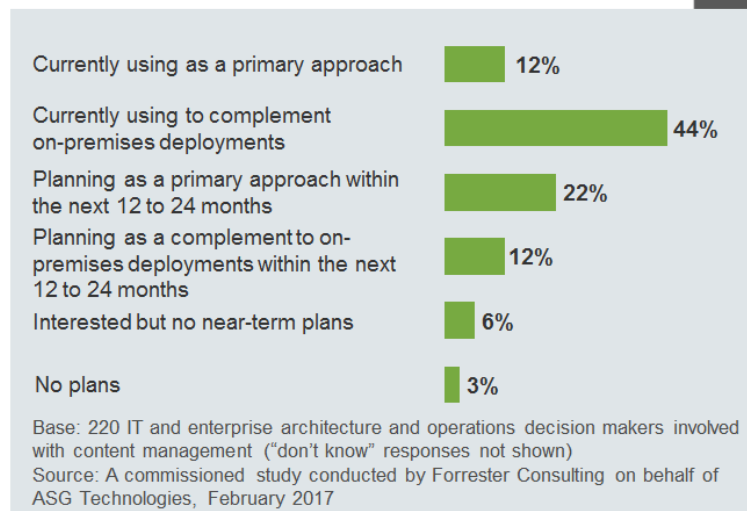 Currently using as a primary approach
12%
Currently using to complement
on-premises deployments
44%
Planning as a primary approach within
the next 12 to 24 months
22%
Planning as a complement to on-
premises deployments within the next
12 to 24 months
12%
Interested but no near-term plans
6%
No plans
3%
Base: 220 IT and enterprise architecture and operations decision makers involved
with content management (“don’t know” responses not shown)
Source: A commissioned study conducted by Forrester Consulting on behalf of
ASG Technologies, February 2017